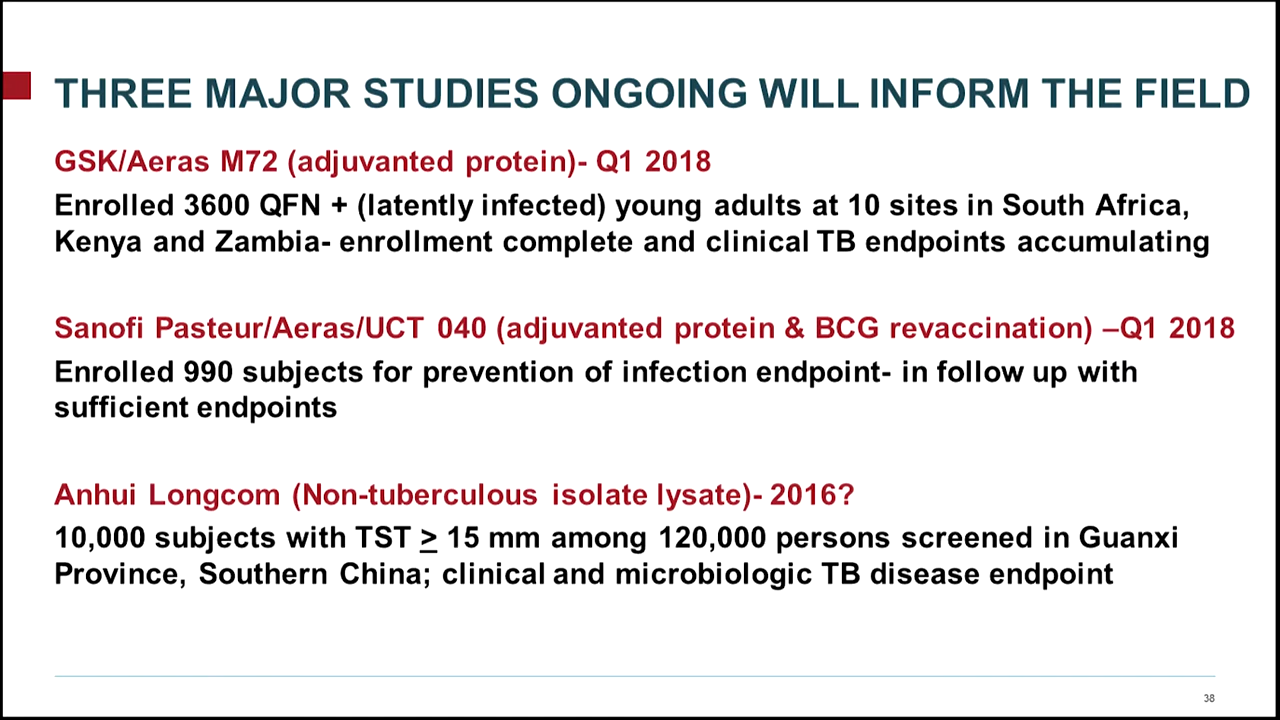 THREE MAJOR STUDIES ONGOING WILL INFORM THE FIELD
GSK/Aeras M72 (adjuvanted protein)- Q1 2018
Enrolled 3600 QFN + (latently infected) young adults at 10 sites in South Africa,
Kenya and Zambia- enrollment complete and clinical TB endpoints accumulating
Sanofi Pasteur/Aeras/UCT 040 (adjuvanted protein & BCG revaccination) –Q1 2018
Enrolled 990 subjects for prevention of infection endpoint- in follow up with
sufficient endpoints
Anhui Longcom (Non-tuberculous isolate lysate)- 2016?
10,000 subjects with TST ≥ 15 mm among 120,000 persons screened in Guanxi
Province, Southern China; clinical and microbiologic TB disease endpoint
38